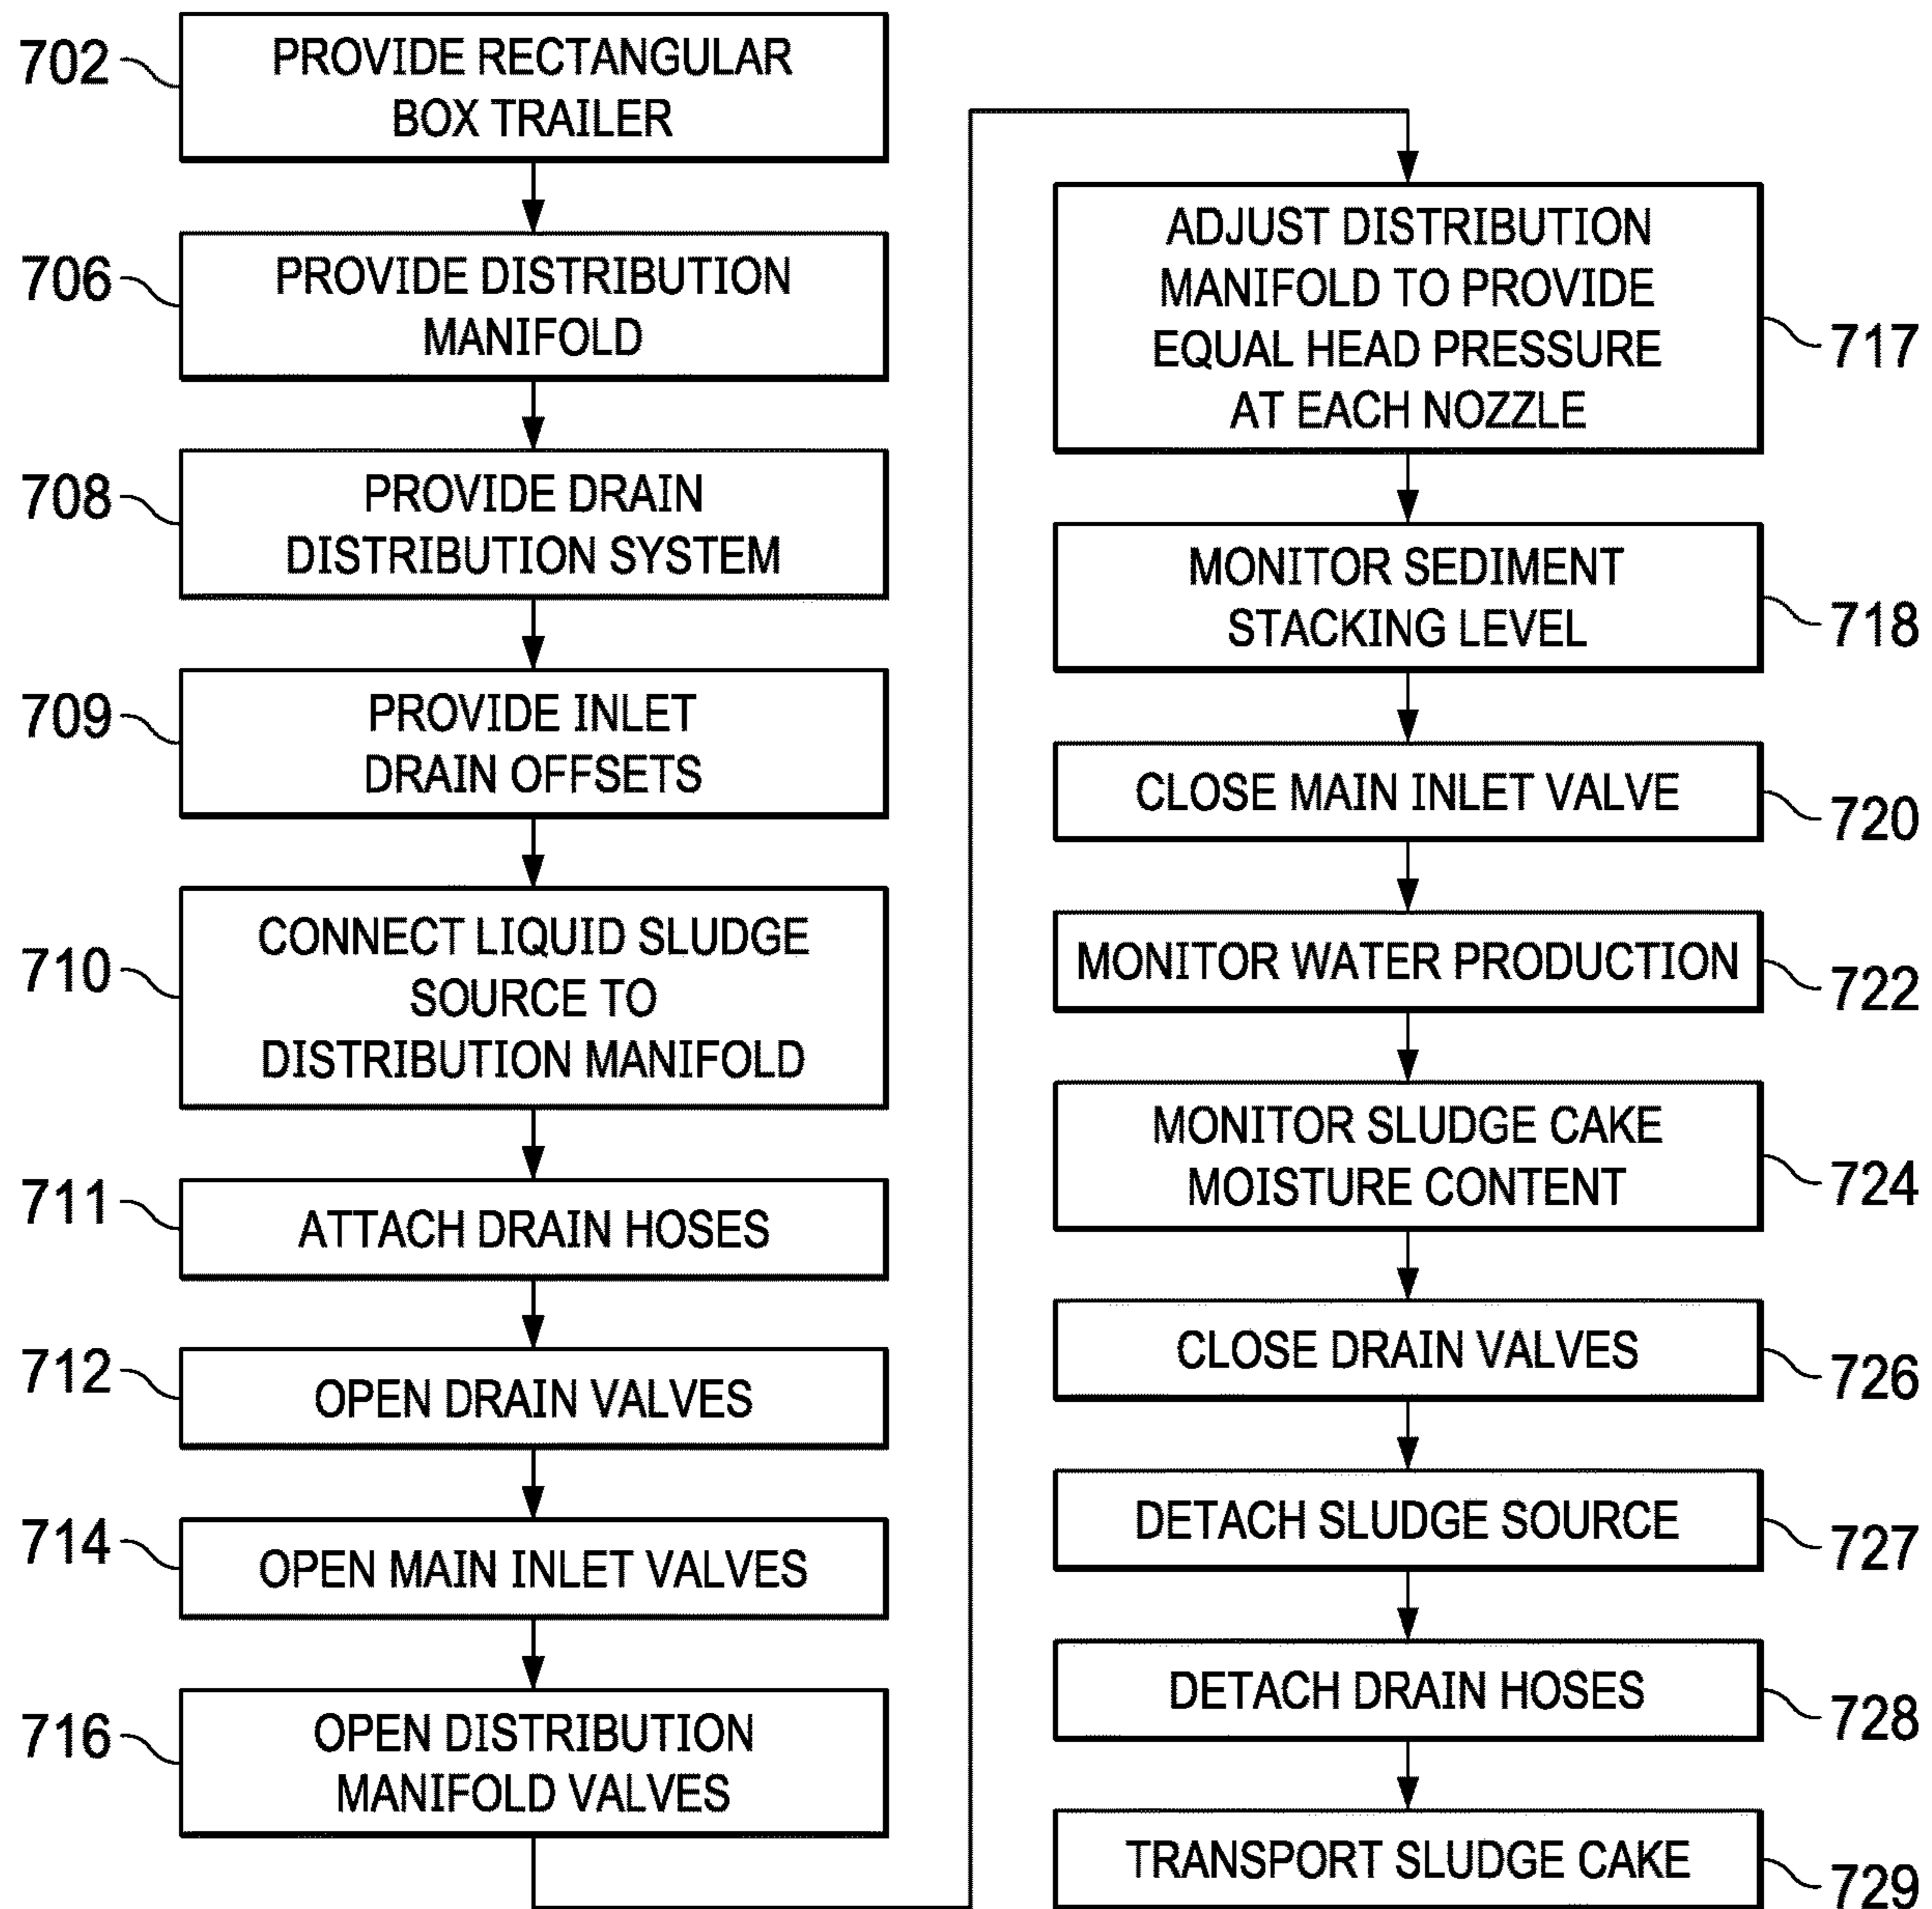 702
PROVIDE RECTANGULAR
BOX TRAILER
706
PROVIDE DISTRIBUTION
MANIFOLD
708
PROVIDE DRAIN
DISTRIBUTION SYSTEM
709
PROVIDE INLET
DRAIN OFFSETS
710
CONNECT LIQUID SLUDGE
SOURCE TO
DISTRIBUTION MANIFOLD
711
ATTACH DRAIN HOSES
712
OPEN DRAIN VALVES
714
OPEN MAIN INLET VALVES
716
OPEN DISTRIBUTION
MANIFOLD VALVES
ADJUST DISTRIBUTION
MANIFOLD TO PROVIDE
EQUAL HEAD PRESSURE
AT EACH NOZZLE
717
MONITOR SEDIMENT
STACKING LEVEL
718
CLOSE MAIN INLET VALVE
720
MONITOR WATER PRODUCTION
722
MONITOR SLUDGE CAKE
MOISTURE CONTENT
724
CLOSE DRAIN VALVES
726
DETACH SLUDGE SOURCE
727
DETACH DRAIN HOSES
728
TRANSPORT SLUDGE CAKE
729